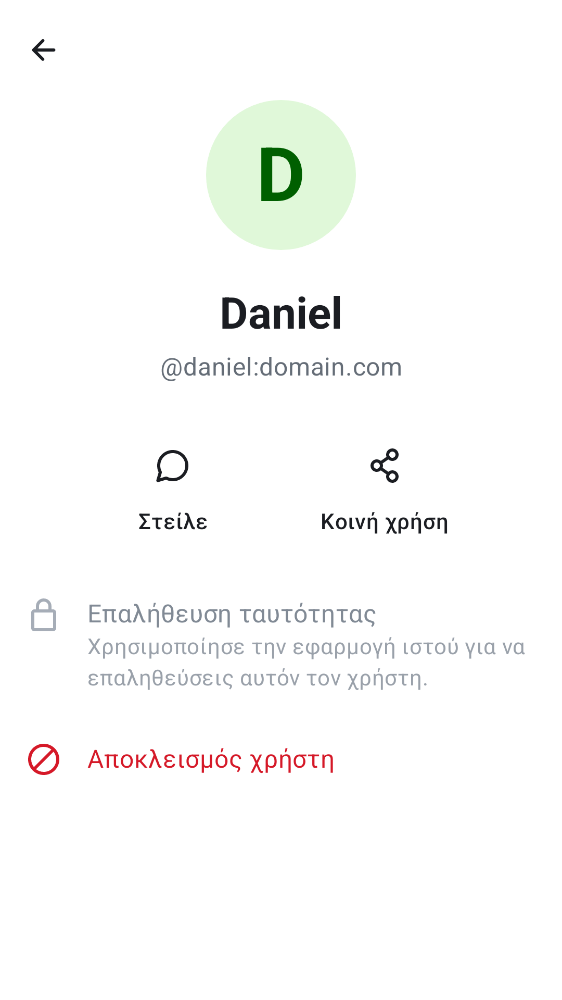 D
Daniel
@daniel:domain.com
Στείλε
Κοινή χρήση
Επαλήθευση ταυτότητας
Χρησιμοποίησε την εφαρμογή ιστού για να
επαληθεύσεις αυτόν τον χρήστη.
Αποκλεισμός χρήστη